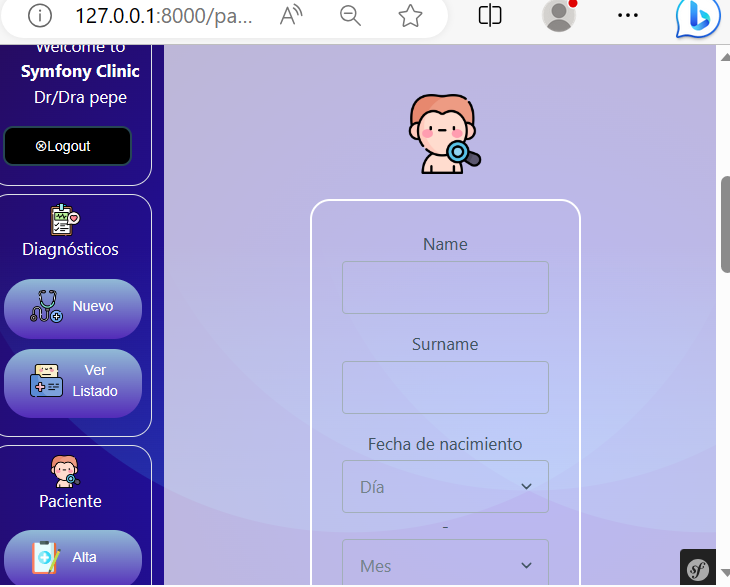 127.0.0.1:8000/pa...
Welcome to
Symfony Clinic
Dr/Dra pepe
⊗Logout
Diagnósticos
Nuevo
Ver
Listado
Paciente
Alta
Name
Surname
Fecha de nacimiento
Día
-
Mes
sf